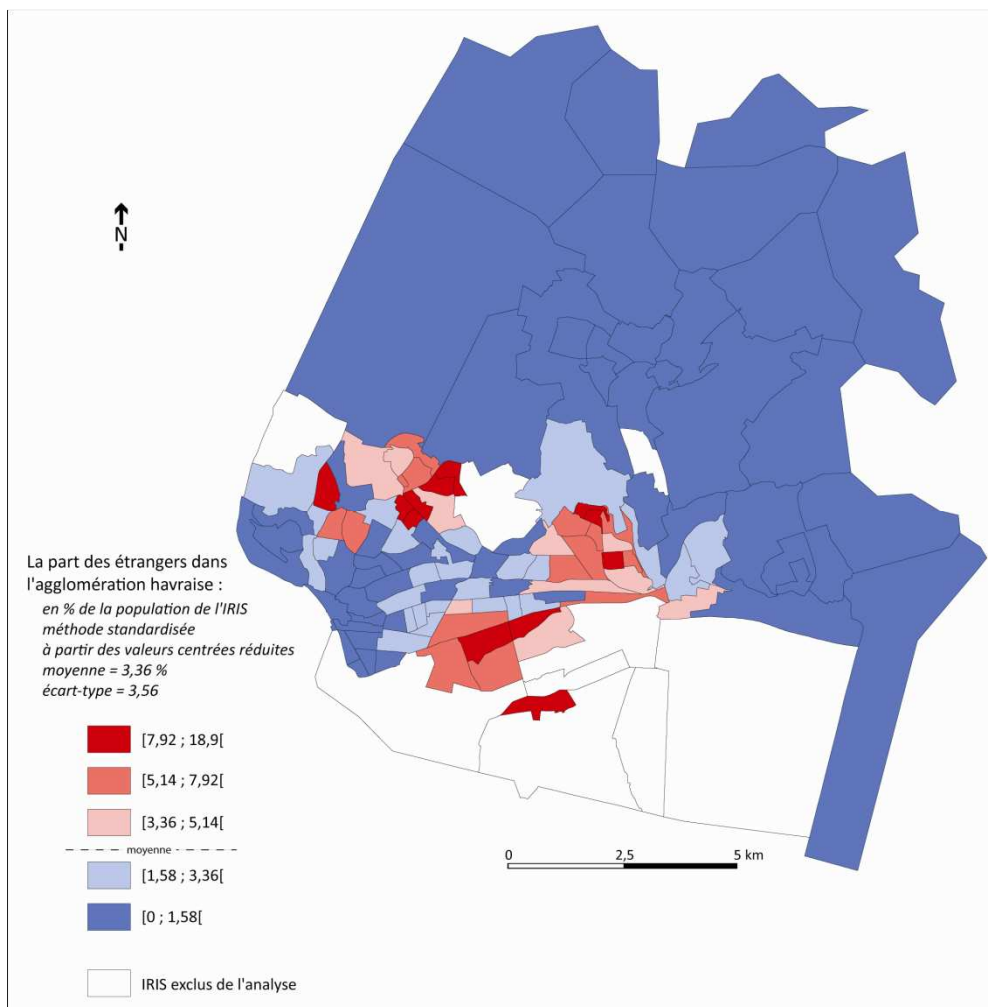 N
La part des étrangers dans
l'agglomération havraise :
en % de la population de l'IRIS
méthode standardisée
à partir des valeurs centrées réduites
moyenne = 3,36 %
écart-type = 3,56
[7,92 ; 18,9[
[5,14 ; 7,92[
[3,36 ; 5,14[
moyenne
[1,58 ; 3,36[
[0 ; 1,58[
IRIS exclus de l'analyse
0 2,5 5 km